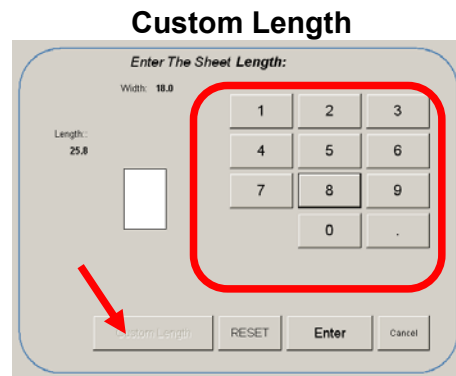 Custom Length
Enter The Sheet Length:
Width: 18.0
1 2 3
Length::
25.8
4 5 6
7 8 9
0 .
Custom Length RESET Enter Cancel